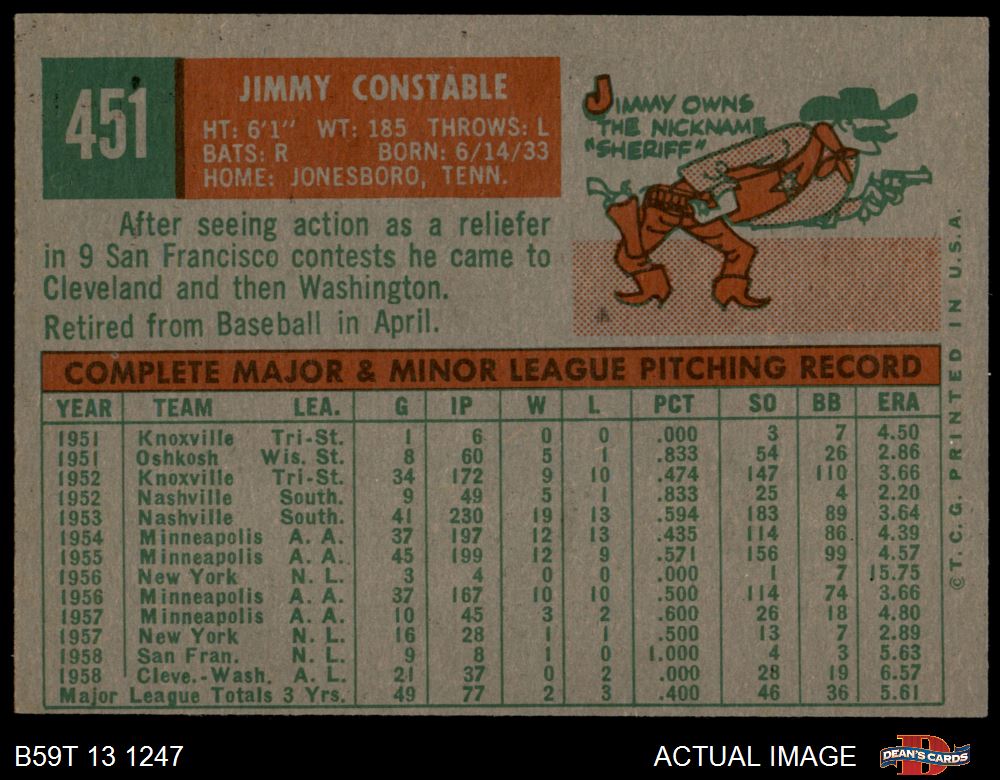 451
JIMMY CONSTABLE
HT: 6'1" WT: 185 THROWS: L
BATS: R BORN: 6/14/33
HOME: JONESBORO, TENN.
JIMMY OWNS
THE NICKNAME
"SHERIFF"
After seeing action as a reliefer
in 9 San Francisco contests he came to
Cleveland and then Washington.
Retired from Baseball in April.
COMPLETE MAJOR & MINOR LEAGUE PITCHING RECORD
YEAR TEAM LEA. G IP W L PCT SO BB ERA
1951 Knoxville Tri-St. 1 6 0 0 .000 3 7 4.50
1951 Oshkosh Wis. St. 8 60 5 1 .833 54 26 2.86
1952 Knoxville Tri-St. 34 172 9 10 .474 147 110 3.66
1952 Nashville South. 9 49 5 1 .833 25 4 2.20
1953 Nashville South. 41 230 19 13 .594 183 89 3.64
1954 Minneapolis A. A. 37 197 12 13 .435 114 86 4.39
1955 Minneapolis A. A. 45 199 12 9 .571 156 99 4.57
1956 New York N. L. 3 4 0 0 .000 1 7 15.75
1956 Minneapolis A. A. 37 167 10 10 .500 114 74 3.66
1957 Minneapolis A. A. 10 45 3 2 .600 26 18 4.80
1957 New York N. L. 16 28 1 1 .500 13 7 2.89
1958 San Fran. N. L. 9 8 1 0 1.000 4 3 5.63
1958 Cleve.-Wash. A. L. 21 37 0 2 .000 28 19 6.57
Major League Totals 3 Yrs. 49 77 2 3 .400 46 36 5.61
©T.C.G. PRINTED IN U.S.A.
B59T 13 1247
ACTUAL IMAGE
DEAN'S CARDS